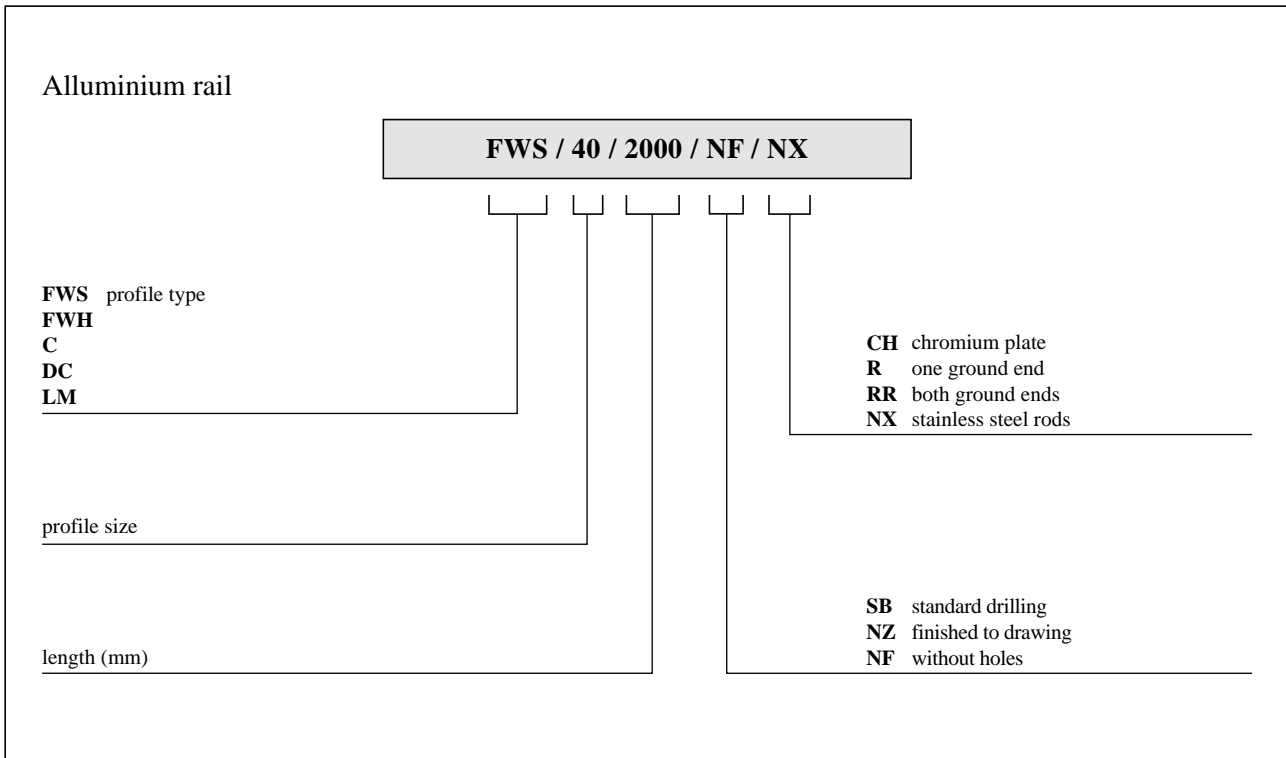 Alluminium rail
FWS / 40 / 2000 / NF / NX
FWS profile type
FWH
C
DC
LM
CH chromium plate
R one ground end
RR both ground ends
NX stainless steel rods
profile size
SB standard drilling
NZ finished to drawing
NF without holes
length (mm)